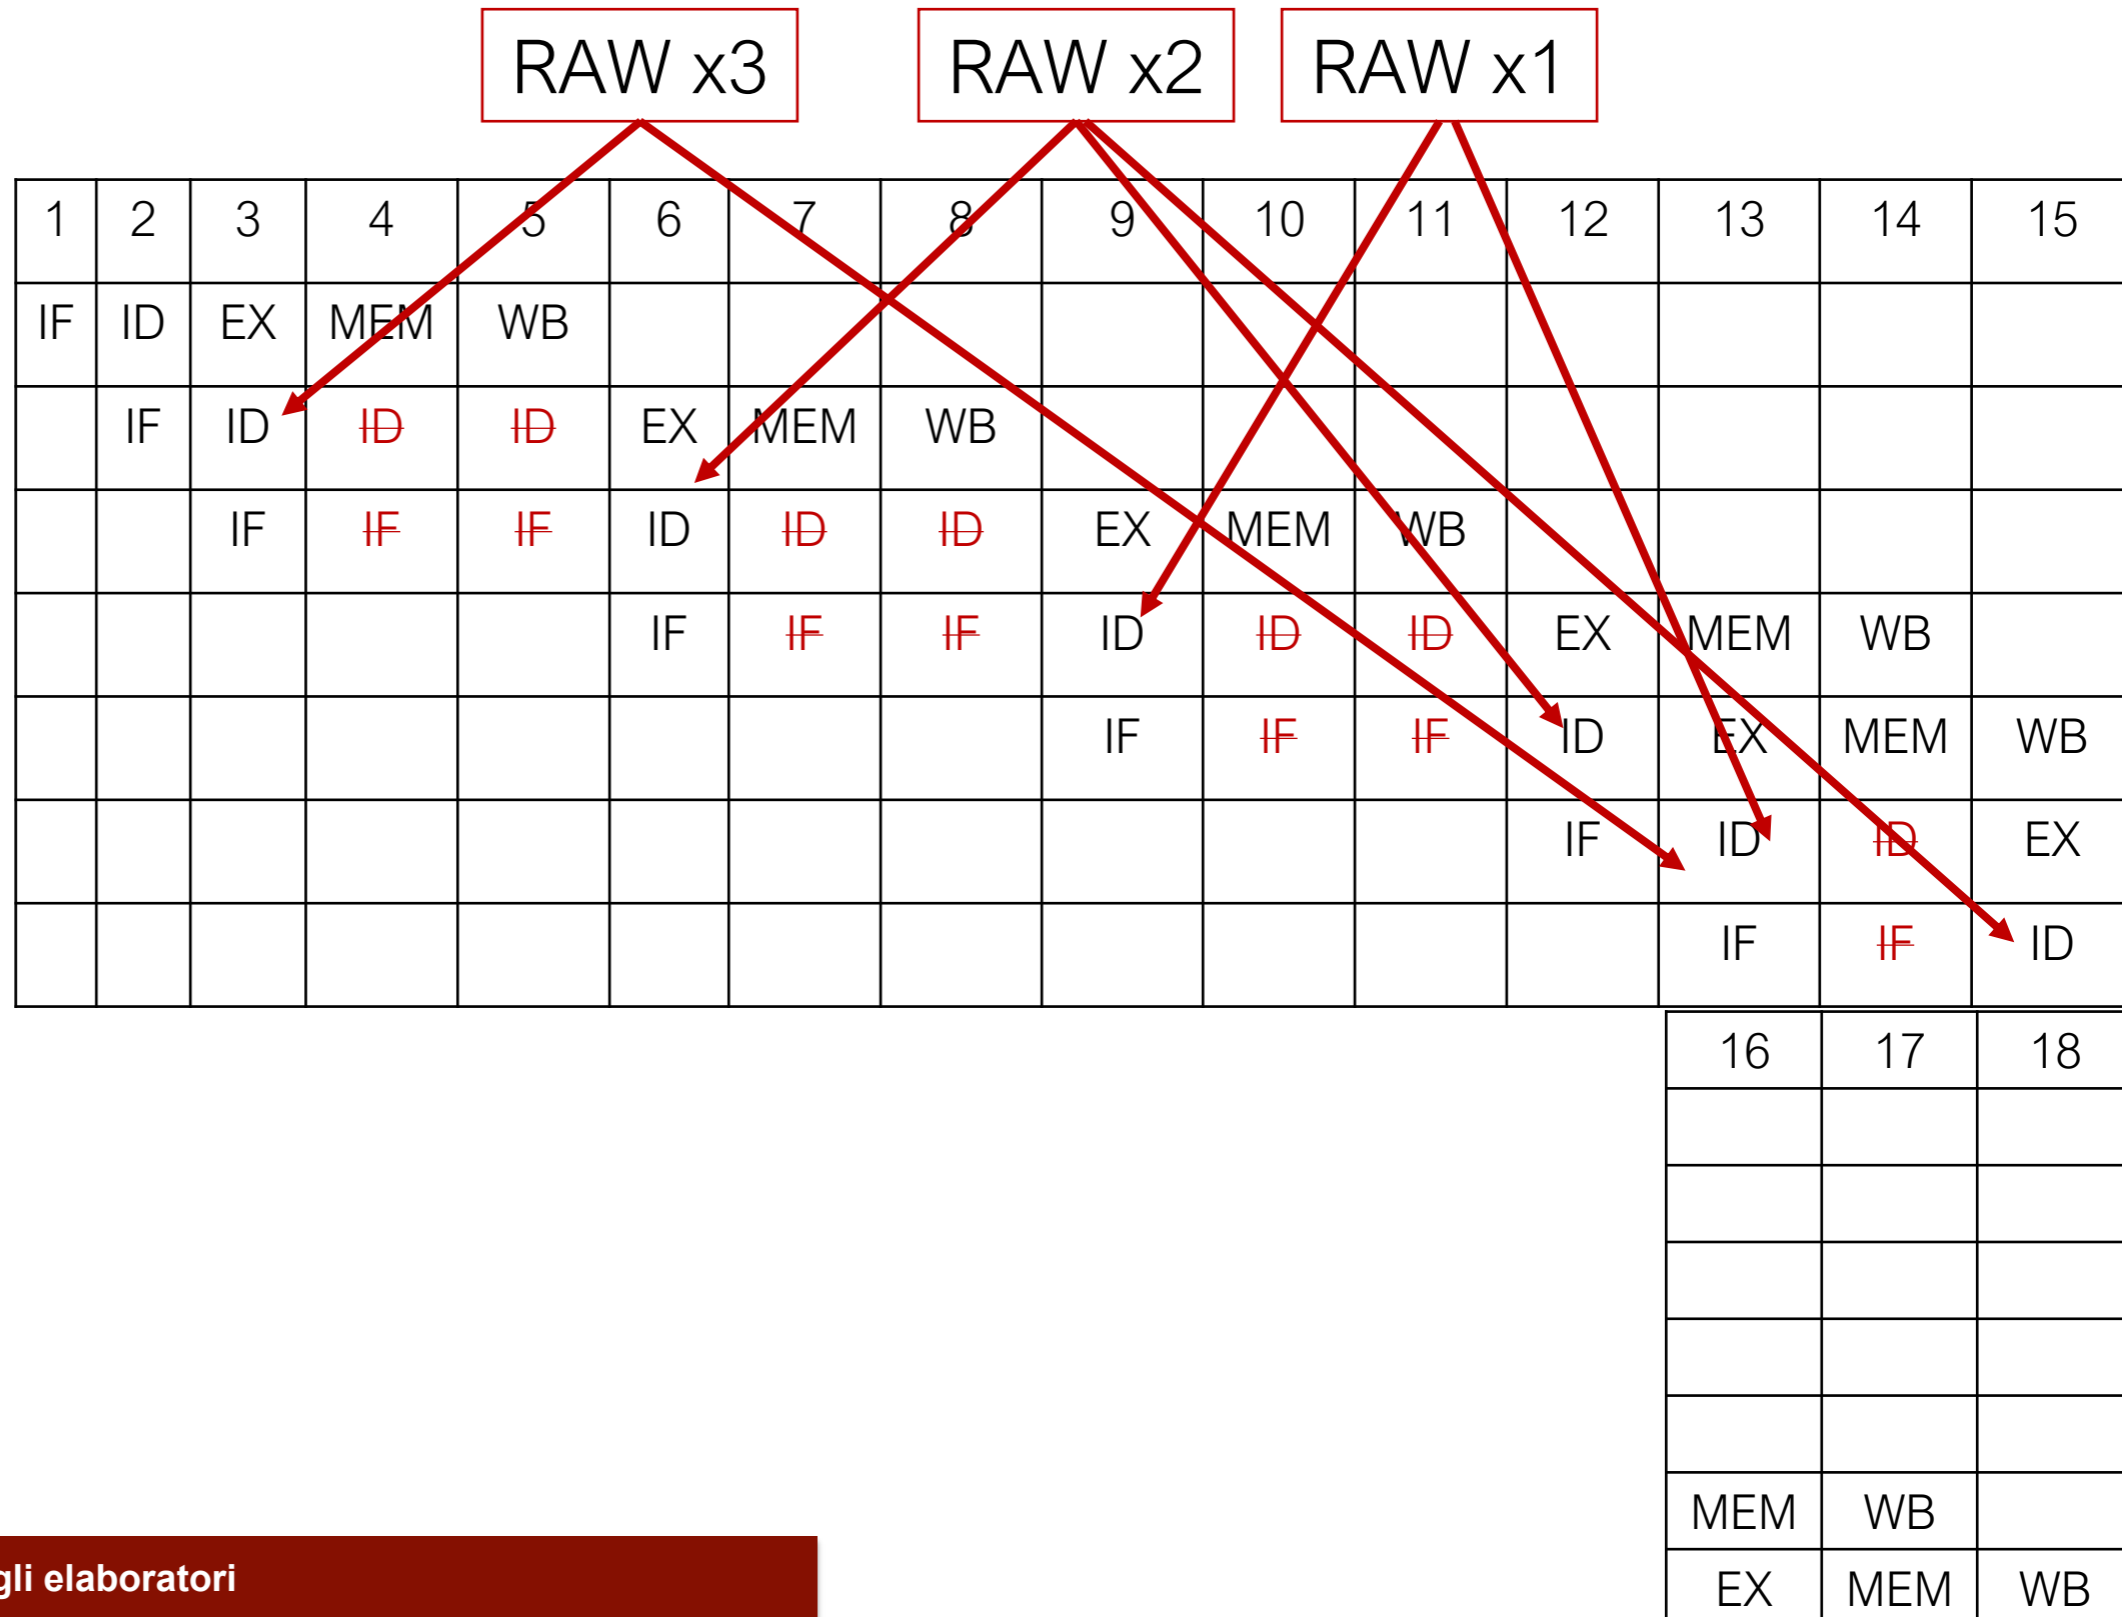 RAW x3 RAW x2 RAW x1
1 2 3 4 5 6 7 8 9 10 11 12 13 14 15
IF ID EX MEM WB
IF ID ID ID EX MEM WB
IF IF IF ID ID ID EX MEM WB
IF IF IF ID ID ID EX MEM WB
IF IF IF ID EX MEM WB
IF ID ID EX
IF IF ID
16 17 18
MEM WB
EX MEM WB
gli elaboratori